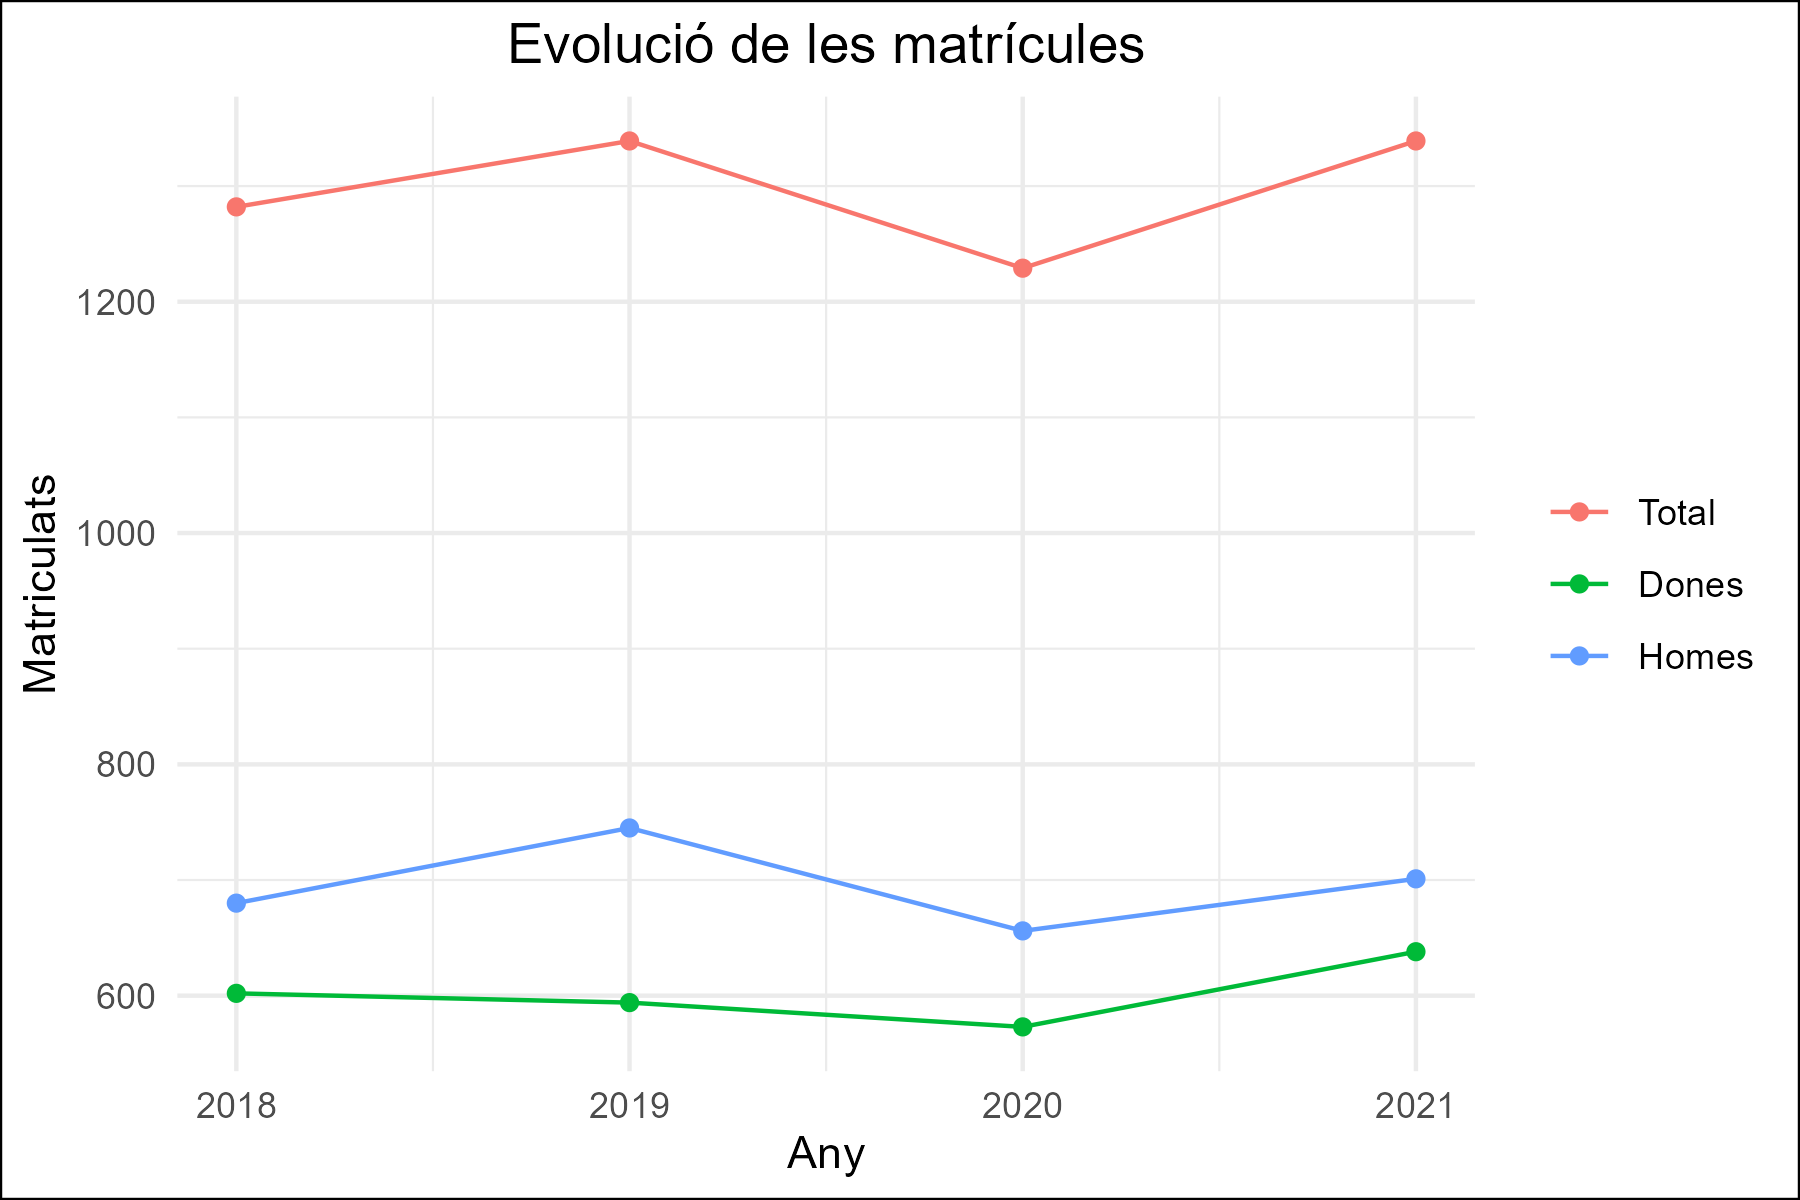 Evolució de les matrícules
Matriculats
1200
1000
800
600
2018
2019
2020
2021
Any
Total
Dones
Homes